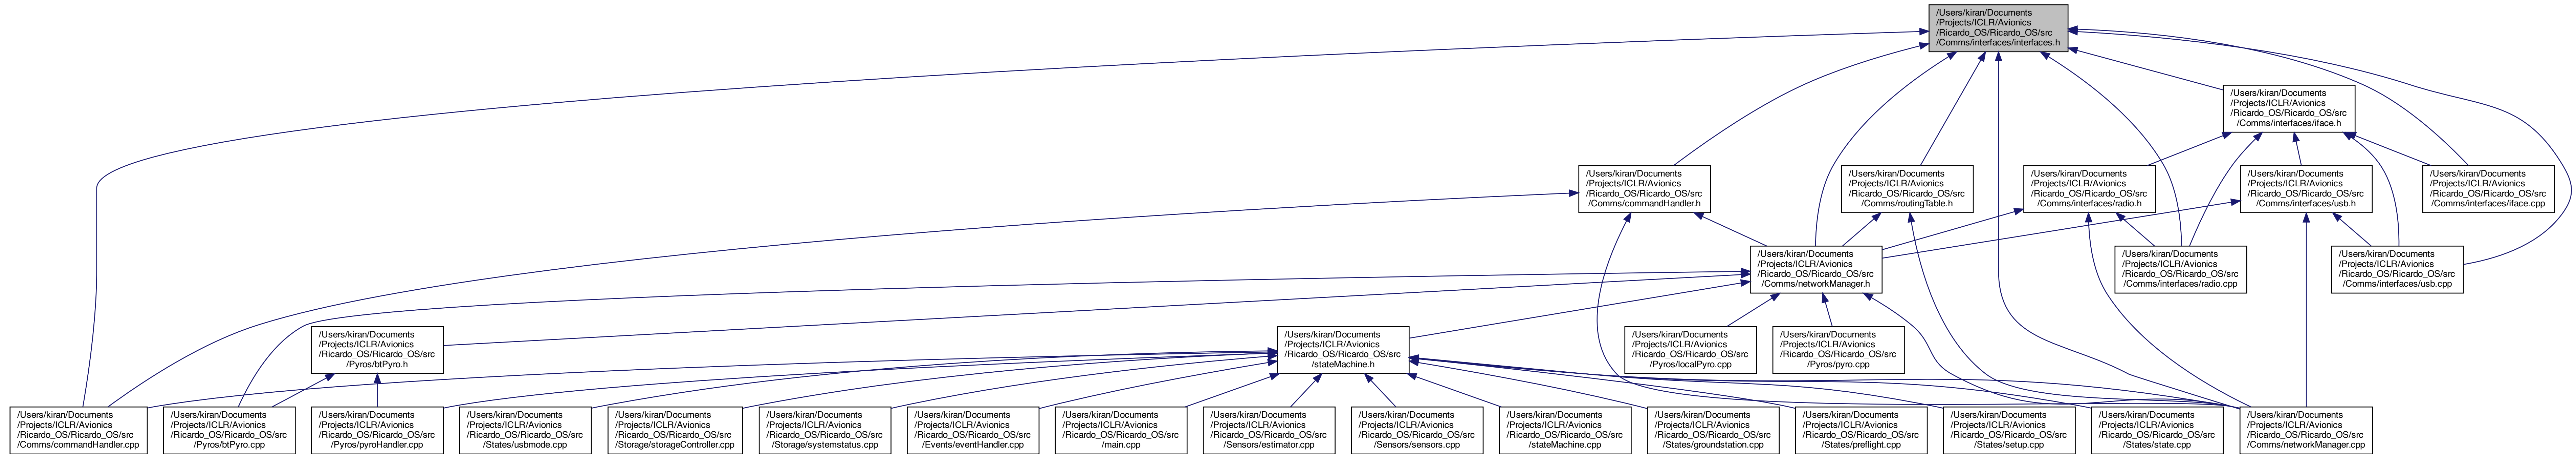 /Users/kiran/Documents
/Projects/ICLR/Avionics
/Ricardo_OS/Ricardo_OS/src
/Comms/interfaces/interfaces.h
/Users/kiran/Documents
/Projects/ICLR/Avionics
/Ricardo_OS/Ricardo_OS/src
/Comms/interfaces/iface.h
/Users/kiran/Documents
/Projects/ICLR/Avionics
/Ricardo_OS/Ricardo_OS/src
/Comms/commandHandler.h
/Users/kiran/Documents
/Projects/ICLR/Avionics
/Ricardo_OS/Ricardo_OS/src
/Comms/routingTable.h
/Users/kiran/Documents
/Projects/ICLR/Avionics
/Ricardo_OS/Ricardo_OS/src
/Comms/interfaces/radio.h
/Users/kiran/Documents
/Projects/ICLR/Avionics
/Ricardo_OS/Ricardo_OS/src
/Comms/interfaces/usb.h
/Users/kiran/Documents
/Projects/ICLR/Avionics
/Ricardo_OS/Ricardo_OS/src
/Comms/interfaces/iface.cpp
/Users/kiran/Documents
/Projects/ICLR/Avionics
/Ricardo_OS/Ricardo_OS/src
/Comms/networkManager.h
/Users/kiran/Documents
/Projects/ICLR/Avionics
/Ricardo_OS/Ricardo_OS/src
/Comms/interfaces/radio.cpp
/Users/kiran/Documents
/Projects/ICLR/Avionics
/Ricardo_OS/Ricardo_OS/src
/Comms/interfaces/usb.cpp
/Users/kiran/Documents
/Projects/ICLR/Avionics
/Ricardo_OS/Ricardo_OS/src
/Pyros/btPyro.h
/Users/kiran/Documents
/Projects/ICLR/Avionics
/Ricardo_OS/Ricardo_OS/src
/stateMachine.h
/Users/kiran/Documents
/Projects/ICLR/Avionics
/Ricardo_OS/Ricardo_OS/src
/Pyros/localPyro.cpp
/Users/kiran/Documents
/Projects/ICLR/Avionics
/Ricardo_OS/Ricardo_OS/src
/Pyros/pyro.cpp
/Users/kiran/Documents
/Projects/ICLR/Avionics
/Ricardo_OS/Ricardo_OS/src
/Comms/commandHandler.cpp
/Users/kiran/Documents
/Projects/ICLR/Avionics
/Ricardo_OS/Ricardo_OS/src
/Pyros/btPyro.cpp
/Users/kiran/Documents
/Projects/ICLR/Avionics
/Ricardo_OS/Ricardo_OS/src
/Pyros/pyroHandler.cpp
/Users/kiran/Documents
/Projects/ICLR/Avionics
/Ricardo_OS/Ricardo_OS/src
/States/usbmode.cpp
/Users/kiran/Documents
/Projects/ICLR/Avionics
/Ricardo_OS/Ricardo_OS/src
/Storage/storageController.cpp
/Users/kiran/Documents
/Projects/ICLR/Avionics
/Ricardo_OS/Ricardo_OS/src
/Storage/systemstatus.cpp
/Users/kiran/Documents
/Projects/ICLR/Avionics
/Ricardo_OS/Ricardo_OS/src
/Events/eventHandler.cpp
/Users/kiran/Documents
/Projects/ICLR/Avionics
/Ricardo_OS/Ricardo_OS/src
/main.cpp
/Users/kiran/Documents
/Projects/ICLR/Avionics
/Ricardo_OS/Ricardo_OS/src
/Sensors/estimator.cpp
/Users/kiran/Documents
/Projects/ICLR/Avionics
/Ricardo_OS/Ricardo_OS/src
/Sensors/sensors.cpp
/Users/kiran/Documents
/Projects/ICLR/Avionics
/Ricardo_OS/Ricardo_OS/src
/stateMachine.cpp
/Users/kiran/Documents
/Projects/ICLR/Avionics
/Ricardo_OS/Ricardo_OS/src
/States/groundstation.cpp
/Users/kiran/Documents
/Projects/ICLR/Avionics
/Ricardo_OS/Ricardo_OS/src
/States/preflight.cpp
/Users/kiran/Documents
/Projects/ICLR/Avionics
/Ricardo_OS/Ricardo_OS/src
/States/setup.cpp
/Users/kiran/Documents
/Projects/ICLR/Avionics
/Ricardo_OS/Ricardo_OS/src
/States/state.cpp
/Users/kiran/Documents
/Projects/ICLR/Avionics
/Ricardo_OS/Ricardo_OS/src
/Comms/networkManager.cpp